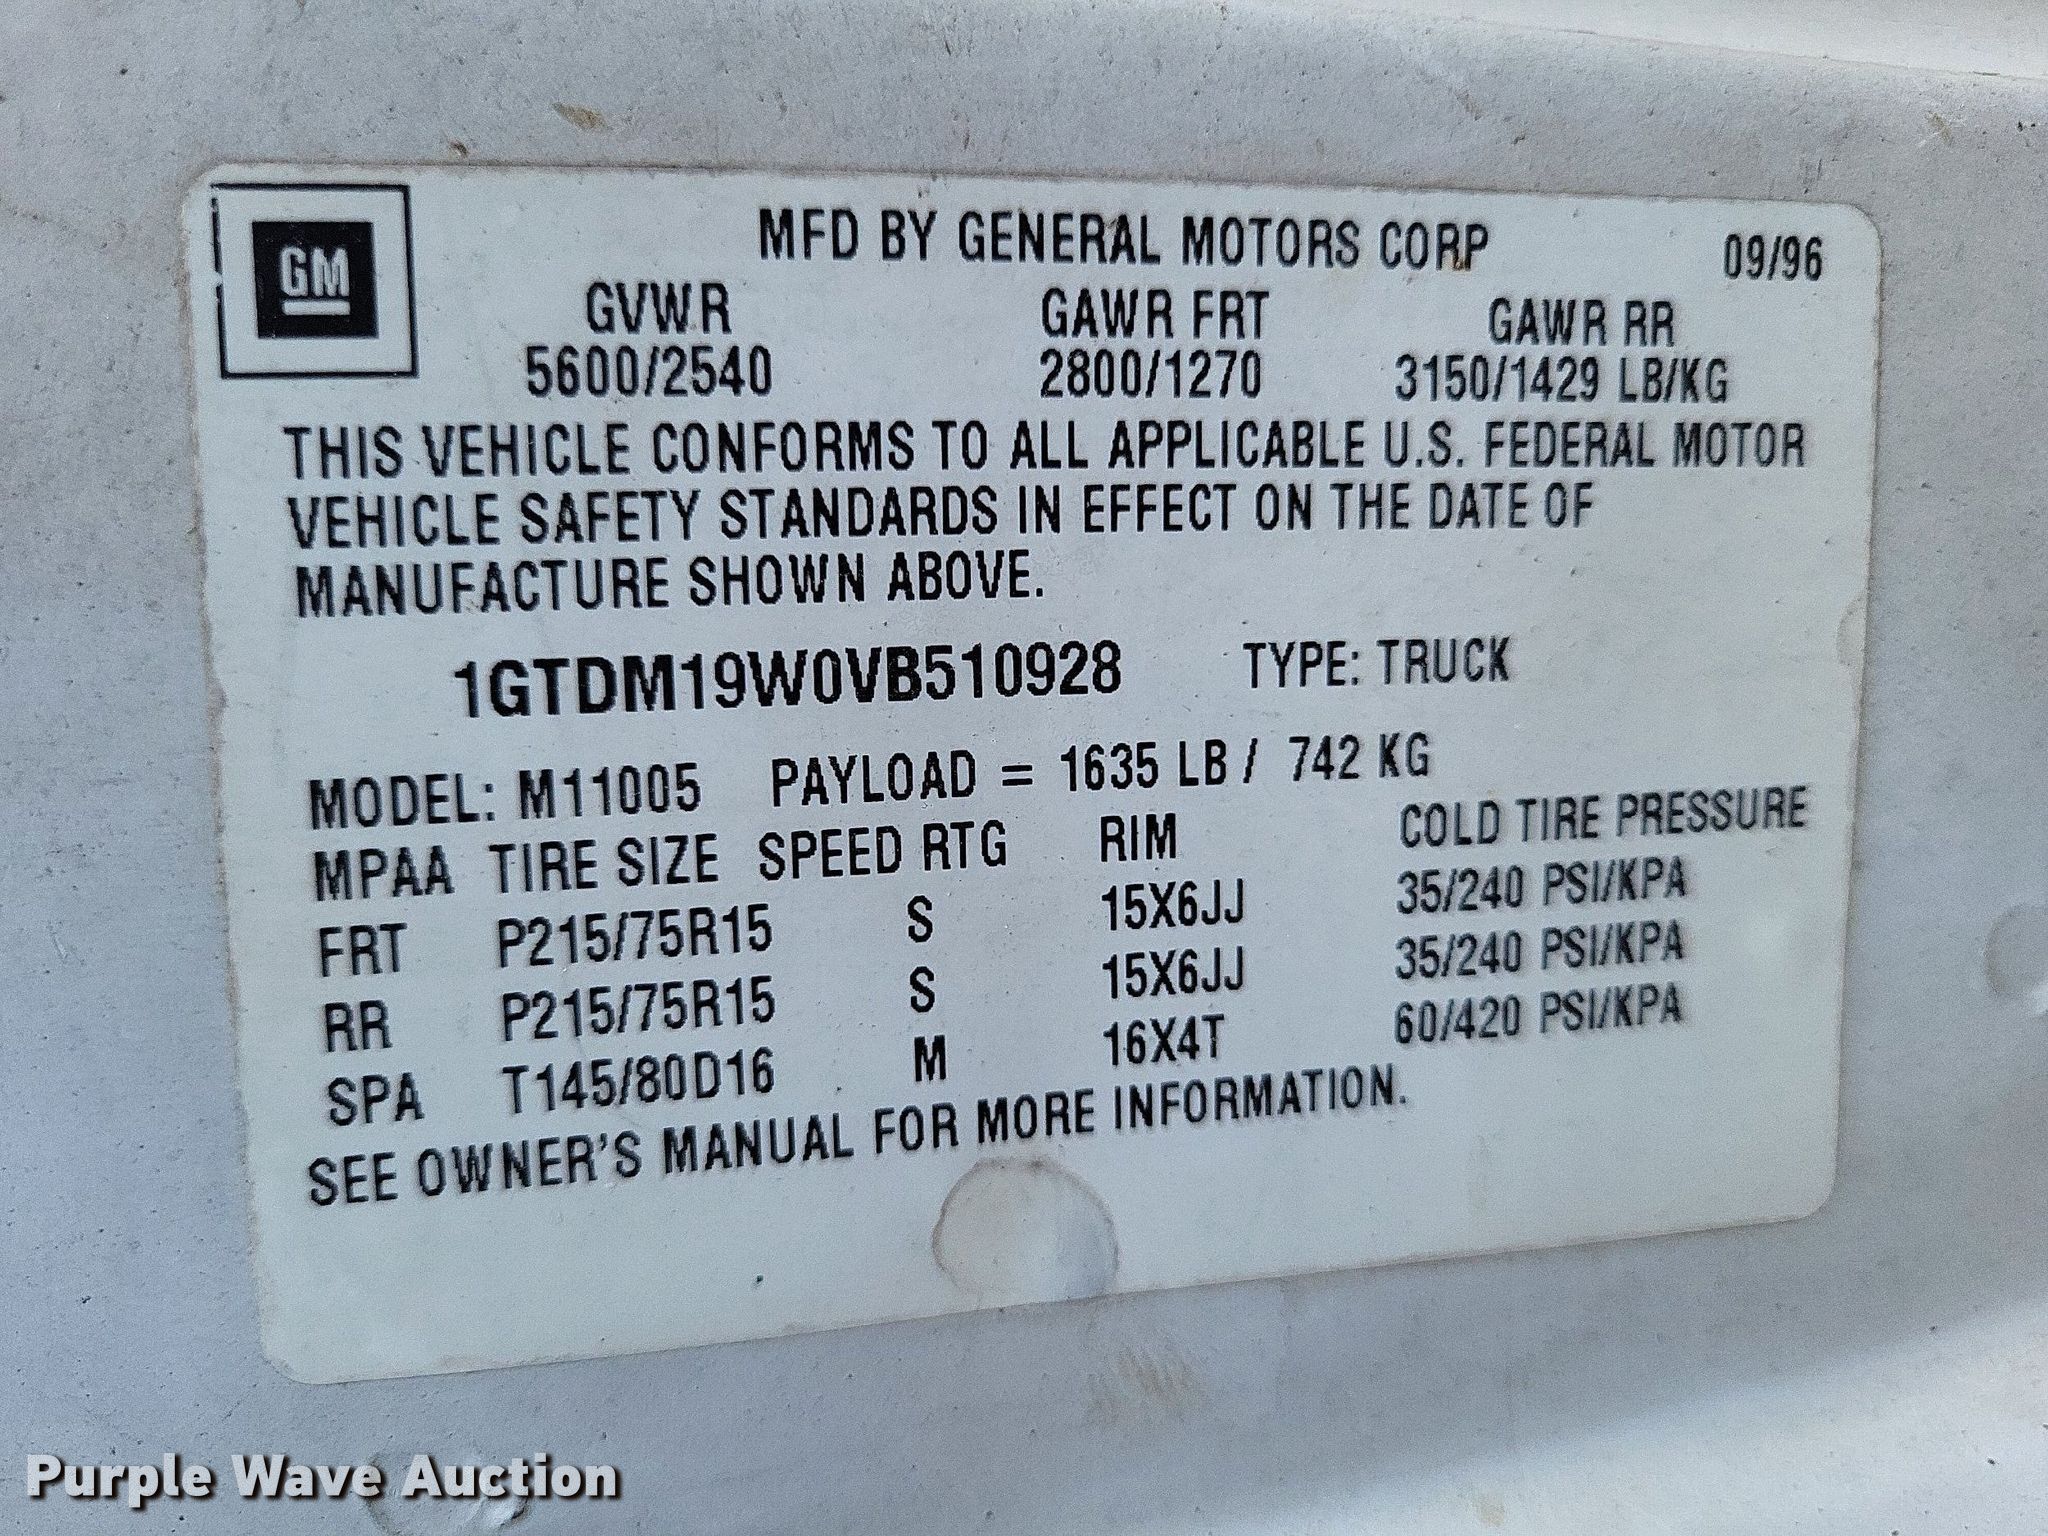 GM
MFD BY GENERAL MOTORS CORP 09/96
GVWR GAWR FRT GAWR RR
5600/2540 2800/1270 3150/1429 LB/KG
THIS VEHICLE CONFORMS TO ALL APPLICABLE U.S. FEDERAL MOTOR
VEHICLE SAFETY STANDARDS IN EFFECT ON THE DATE OF
MANUFACTURE SHOWN ABOVE.
1GTDM19W0VB510928 TYPE: TRUCK
MODEL: M11005 PAYLOAD = 1635 LB / 742 KG
MPAA TIRE SIZE SPEED RTG RIM COLD TIRE PRESSURE
FRT P215/75R15 S 15X6JJ 35/240 PSI/KPA
RR P215/75R15 S 15X6JJ 35/240 PSI/KPA
SPA T145/80D16 M 16X4T 60/420 PSI/KPA
SEE OWNER'S MANUAL FOR MORE INFORMATION.
Purple Wave Auction